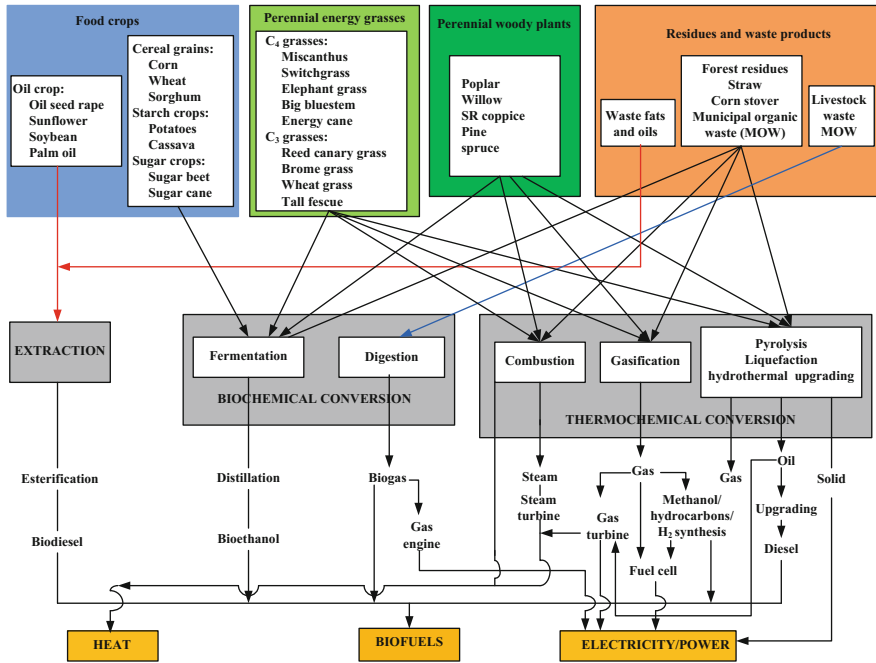 Food crops
Oil crop:
Oil seed rape
Sunflower
Soybean
Palm oil
Cereal grains:
Corn
Wheat
Sorghum
Starch crops:
Potatoes
Cassava
Sugar crops:
Sugar beet
Sugar cane
Perennial energy grasses
C₄ grasses:
Miscanthus
Switchgrass
Elephant grass
Big bluestem
Energy cane
C₃ grasses:
Reed canary grass
Brome grass
Wheat grass
Tall fescue
Perennial woody plants
Poplar
Willow
SR coppice
Pine
spruce
Residues and waste products
Waste fats
and oils
Forest residues
Straw
Corn stover
Municipal organic
waste (MOW)
Livestock
waste
MOW
EXTRACTION
Fermentation
Digestion
BIOCHEMICAL CONVERSION
Combustion
Gasification
Pyrolysis
Liquefaction
hydrothermal upgrading
THERMOCHEMICAL CONVERSION
Esterification
Biodiesel
Distillation
Bioethanol
Biogas
Gas
engine
Steam
Steam
turbine
Gas
Gas
turbine
Methanol/
hydrocarbons/
H₂ synthesis
Fuel cell
Gas
Oil
Upgrading
Diesel
Solid
HEAT
BIOFUELS
ELECTRICITY/POWER